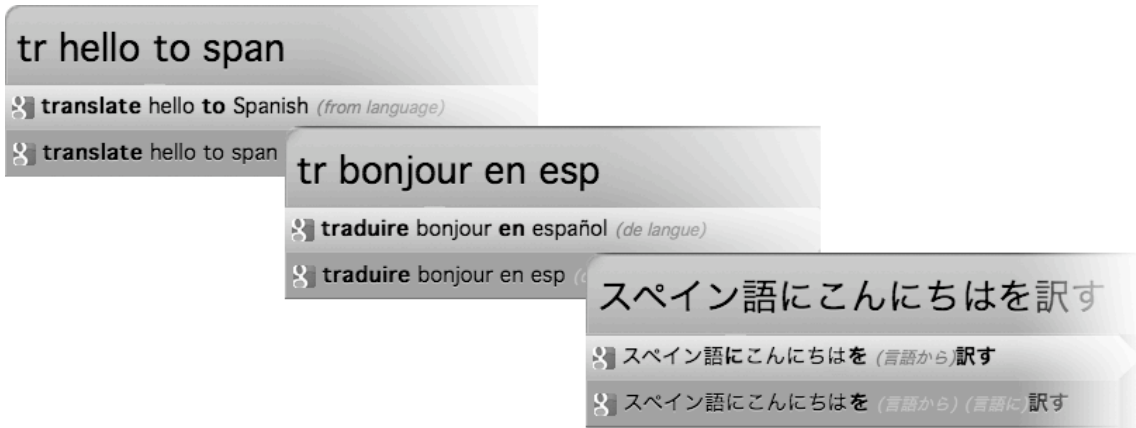 tr hello to span
translate hello to Spanish (from language)
translate hello to span
tr bonjour en esp
traduire bonjour en español (de langue)
traduire bonjour en esp
スペイン語にこんにちはを訳す
スペイン語にこんにちはを (言語から)訳す
スペイン語にこんにちはを (言語から) (言語に)訳す